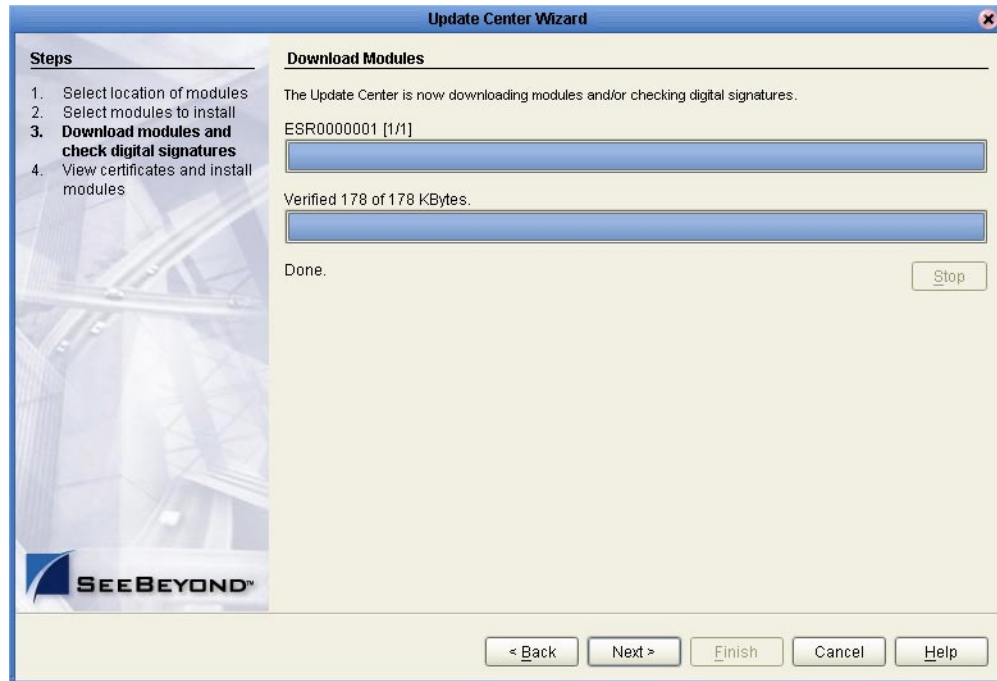 Update Center Wizard
Steps
1. Select location of modules
2. Select modules to install
3. Download modules and
check digital signatures
4. View certificates and install
modules
SEEBEYOND™
Download Modules
The Update Center is now downloading modules and/or checking digital signatures.
ESR0000001 [1/1]
Verified 178 of 178 KBytes.
Done.
Stop
< Back
Next >
Finish
Cancel
Help